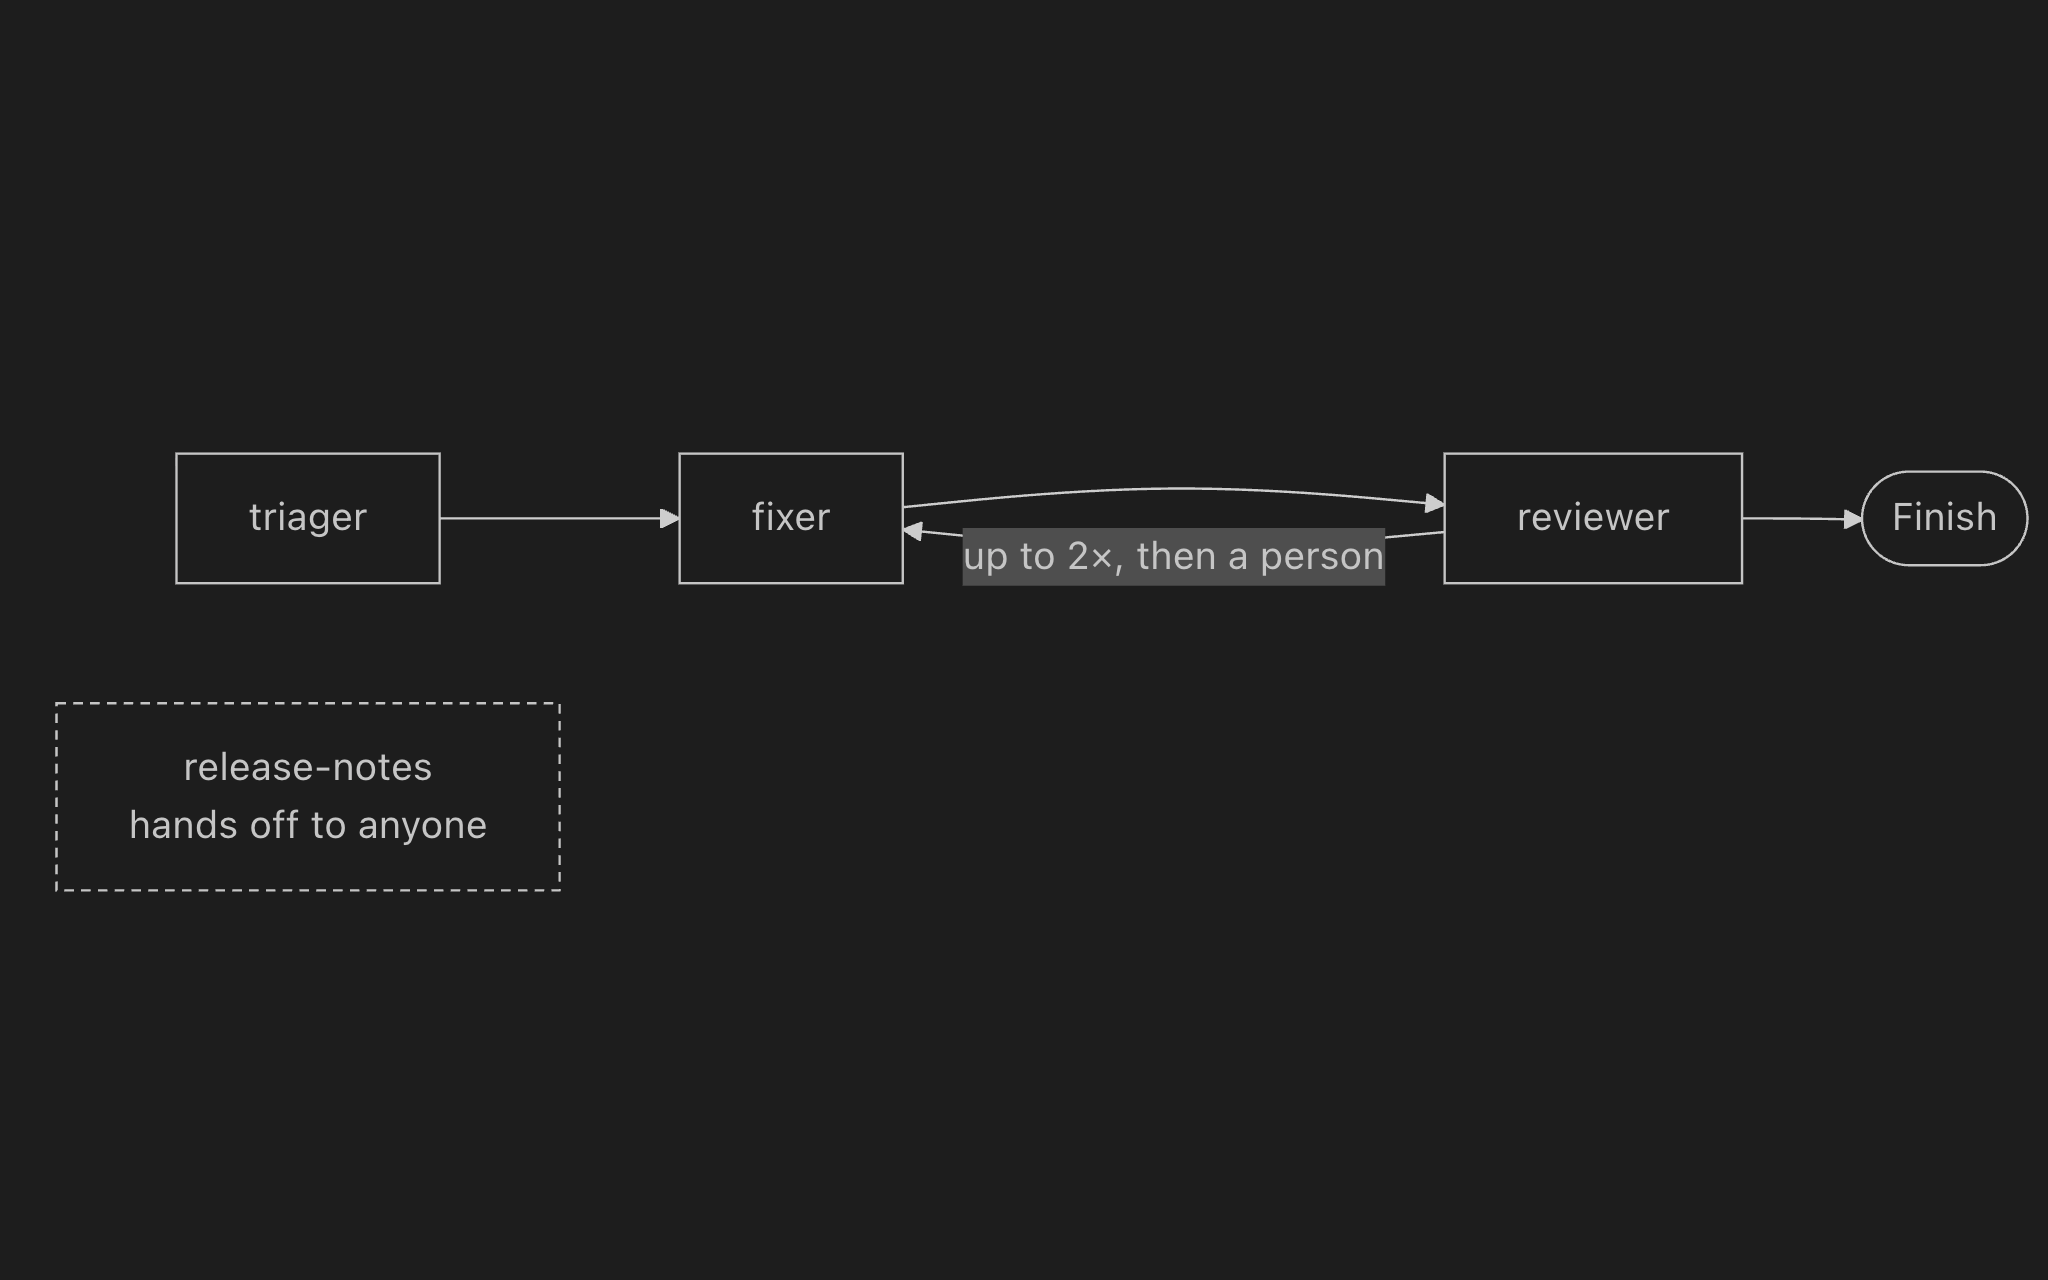 triager
fixer
reviewer
Finish
up to 2×, then a person
release-notes
hands off to anyone